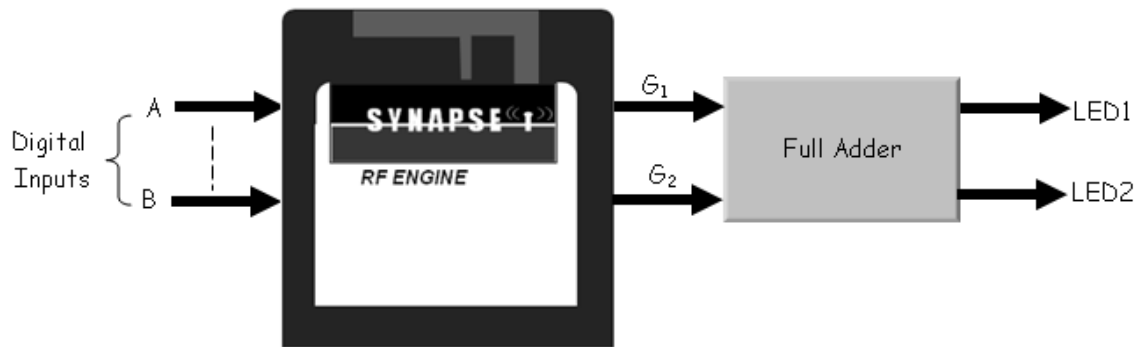 Digital
Inputs
A
B
SYNAPSE
RF ENGINE
G₁
G₂
Full Adder
LED1
LED2